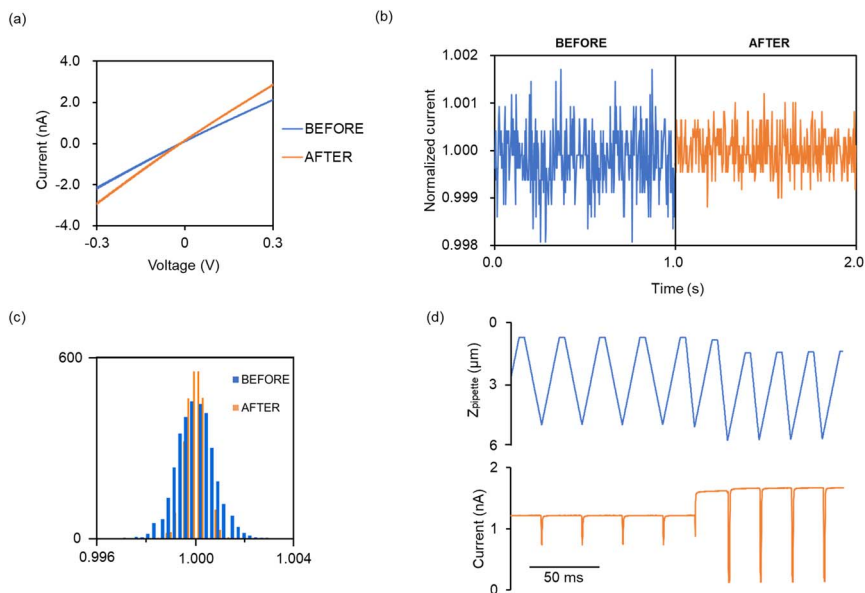 (a)
4.0
2.0
0.0
-2.0
-4.0
-0.3
0
0.3
Current (nA)
Voltage (V)
BEFORE
AFTER
(b)
BEFORE
AFTER
1.002
1.001
1.000
0.999
0.998
0.0
1.0
2.0
Normalized current
Time (s)
(c)
600
0
0.996
1.000
1.004
BEFORE
AFTER
(d)
0
3
6
Zpipette (µm)
2
1
0
Current (nA)
50 ms